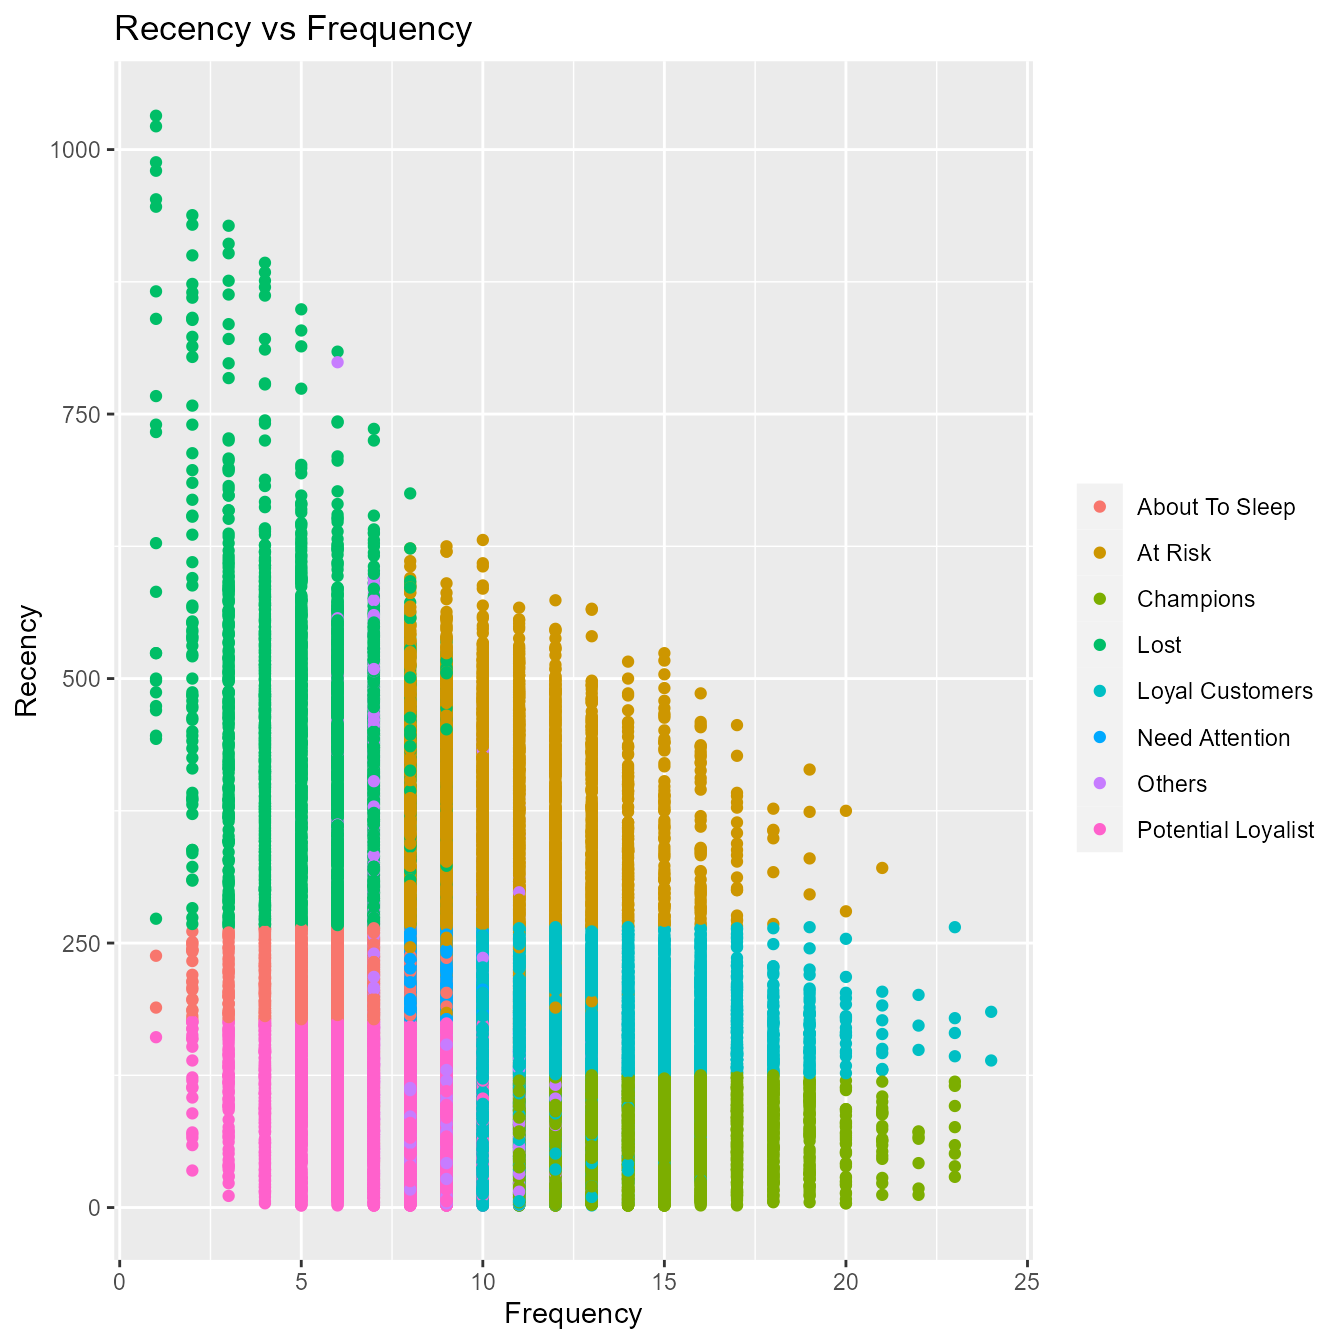 Recency vs Frequency
1000
750
500
250
0
Recency
0 5 10 15 20 25
Frequency
About To Sleep
At Risk
Champions
Lost
Loyal Customers
Need Attention
Others
Potential Loyalist